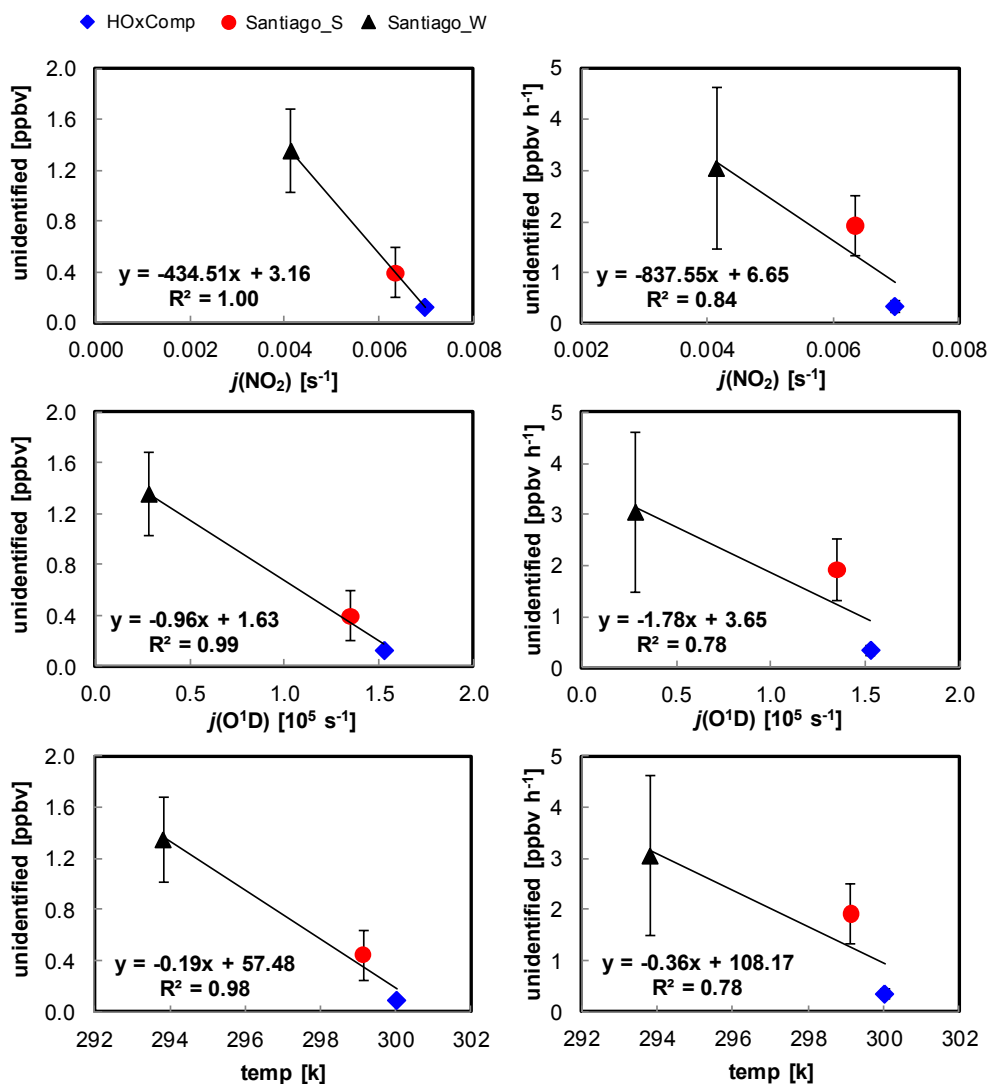 HOxComp Santiago_S Santiago_W
unidentified [ppbv]
2.0
1.6
1.2
0.8
0.4
0.0
y = -434.51x + 3.16
R² = 1.00
0.000 0.002 0.004 0.006 0.008
j(NO₂) [s⁻¹]
unidentified [ppbv h⁻¹]
5
4
3
2
1
0
y = -837.55x + 6.65
R² = 0.84
0.002 0.004 0.006 0.008
j(NO₂) [s⁻¹]
unidentified [ppbv]
2.0
1.6
1.2
0.8
0.4
0.0
y = -0.96x + 1.63
R² = 0.99
0.0 0.5 1.0 1.5 2.0
j(O¹D) [10⁵ s⁻¹]
unidentified [ppbv h⁻¹]
5
4
3
2
1
0
y = -1.78x + 3.65
R² = 0.78
0.0 0.5 1.0 1.5 2.0
j(O¹D) [10⁵ s⁻¹]
unidentified [ppbv]
2.0
1.6
1.2
0.8
0.4
0.0
y = -0.19x + 57.48
R² = 0.98
292 294 296 298 300 302
temp [k]
unidentified [ppbv h⁻¹]
5
4
3
2
1
0
y = -0.36x + 108.17
R² = 0.78
292 294 296 298 300 302
temp [k]